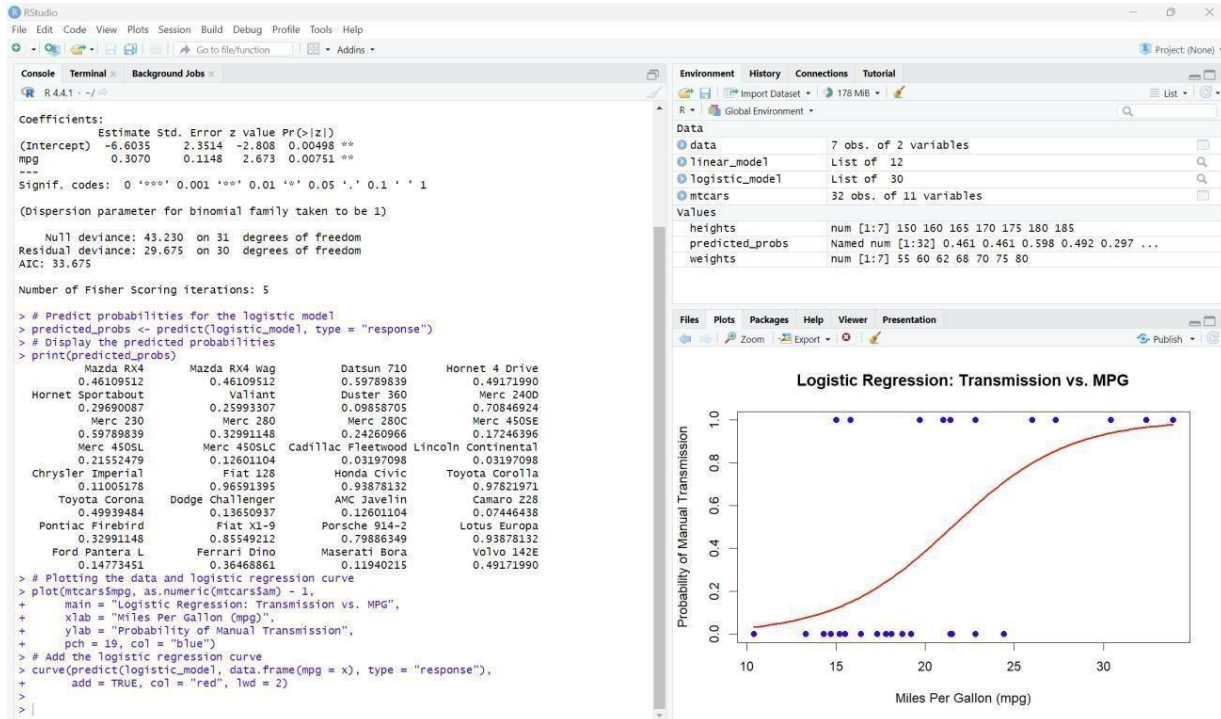 RStudio
File Edit Code View Plots Session Build Debug Profile Tools Help
Go to file/function Addins Project: (None)
Console Terminal Background Jobs
R 4.4.1 · ~/
Coefficients:
Estimate Std. Error z value Pr(>|z|)
(Intercept) -6.6035 2.3514 -2.808 0.00498 **
mpg 0.3070 0.1148 2.673 0.00751 **
---
Signif. codes: 0 ‘***’ 0.001 ‘**’ 0.01 ‘*’ 0.05 ‘.’ 0.1 ‘ ’ 1
(Dispersion parameter for binomial family taken to be 1)
Null deviance: 43.230 on 31 degrees of freedom
Residual deviance: 29.675 on 30 degrees of freedom
AIC: 33.675
Number of Fisher Scoring iterations: 5
> # Predict probabilities for the logistic model
> predicted_probs <- predict(logistic_model, type = "response")
> # Display the predicted probabilities
> print(predicted_probs)
Mazda RX4 Mazda RX4 Wag Datsun 710 Hornet 4 Drive
0.46109512 0.46109512 0.59789839 0.49171990
Hornet Sportabout Valiant Duster 360 Merc 240D
0.29690087 0.25993307 0.09858705 0.70846924
Merc 230 Merc 280 Merc 280C Merc 450SE
0.59789839 0.32991148 0.24260966 0.17246396
Merc 450SL Merc 450SLC Cadillac Fleetwood Lincoln Continental
0.21552479 0.12601104 0.03197098 0.03197098
Chrysler Imperial Fiat 128 Honda Civic Toyota Corolla
0.11005178 0.96591395 0.93878132 0.97821971
Toyota Corona Dodge Challenger AMC Javelin Camaro Z28
0.49939484 0.13650937 0.12601104 0.07446438
Pontiac Firebird Fiat X1-9 Porsche 914-2 Lotus Europa
0.32991148 0.85549212 0.79886349 0.93878132
Ford Pantera L Ferrari Dino Maserati Bora Volvo 142E
0.14773451 0.36468861 0.11940215 0.49171990
> # Plotting the data and logistic regression curve
> plot(mtcars$mpg, as.numeric(mtcars$am) - 1,
+ main = "Logistic Regression: Transmission vs. MPG",
+ xlab = "Miles Per Gallon (mpg)",
+ ylab = "Probability of Manual Transmission",
+ pch = 19, col = "blue")
> # Add the logistic regression curve
> curve(predict(logistic_model, data.frame(mpg = x), type = "response"),
+ add = TRUE, col = "red", lwd = 2)
>
>
Environment History Connections Tutorial
Import Dataset 178 MiB List
R Global Environment
Data
data 7 obs. of 2 variables
linear_model List of 12
logistic_model List of 30
mtcars 32 obs. of 11 variables
Values
heights num [1:7] 150 160 165 170 175 180 185
predicted_probs Named num [1:32] 0.461 0.461 0.598 0.492 0.297 ...
weights num [1:7] 55 60 62 68 70 75 80
Files Plots Packages Help Viewer Presentation
Zoom Export Publish
Logistic Regression: Transmission vs. MPG
Probability of Manual Transmission
1.0
0.8
0.6
0.4
0.2
0.0
10 15 20 25 30
Miles Per Gallon (mpg)